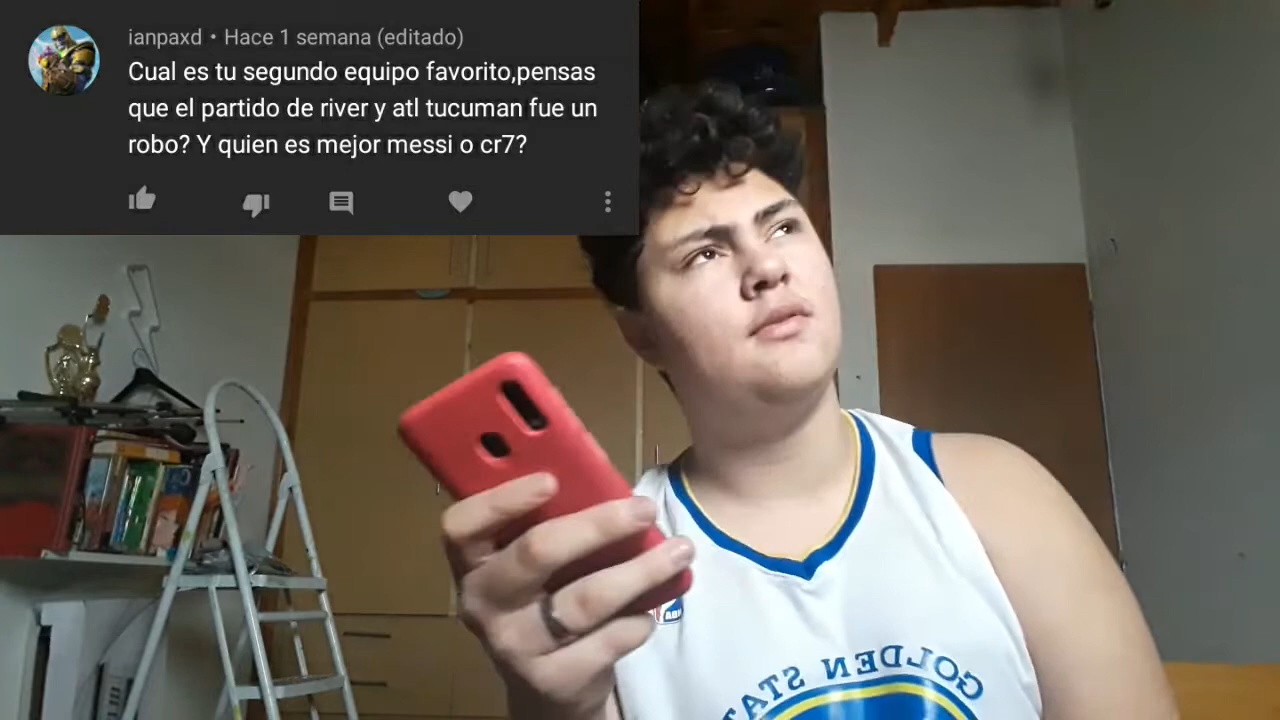 ianpaxd • Hace 1 semana (editado)
Cual es tu segundo equipo favorito,pensas
que el partido de river y atl tucuman fue un
robo? Y quien es mejor messi o cr7?
GOLDEN STAT